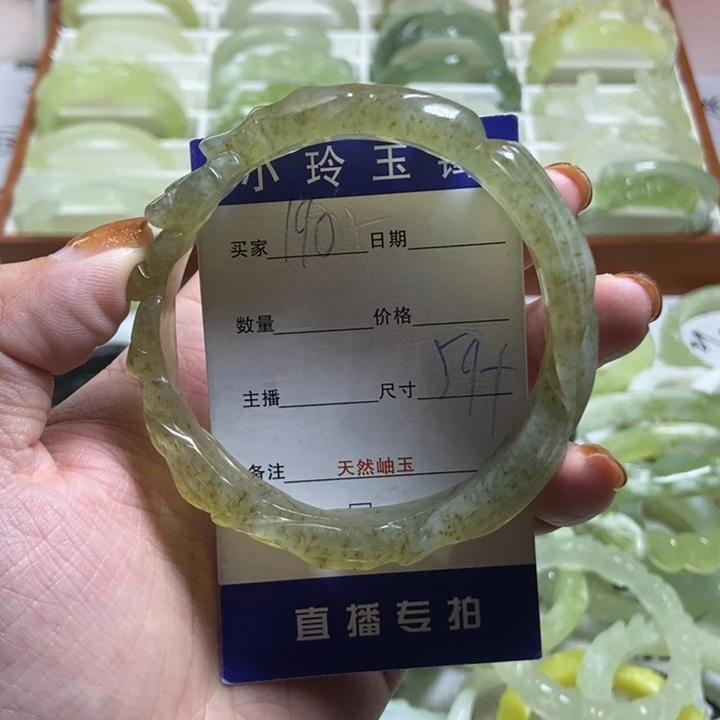 小玲玉
买家 190 日期
数量 价格
主播 尺寸 59+
备注 天然岫玉
直播专拍